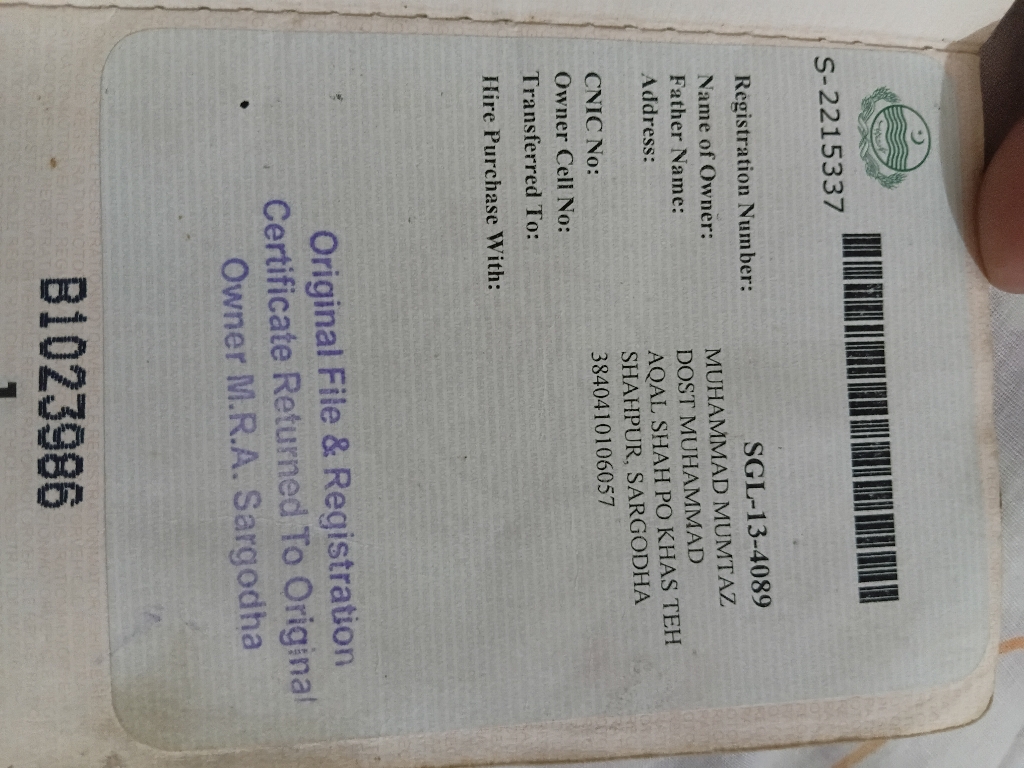 S-2215337
Registration Number: SGL-13-4089
Name of Owner: MUHAMMAD MUMTAZ
Father Name: DOST MUHAMMAD
Address: AQAL SHAH PO KHAS TEH
SHAHPUR, SARGODHA
CNIC No: 3840410106057
Owner Cell No:
Transferred To:
Hire Purchase With:
Original File & Registration
Certificate Returned To Original
Owner M.R.A. Sargodha
B1023986
1